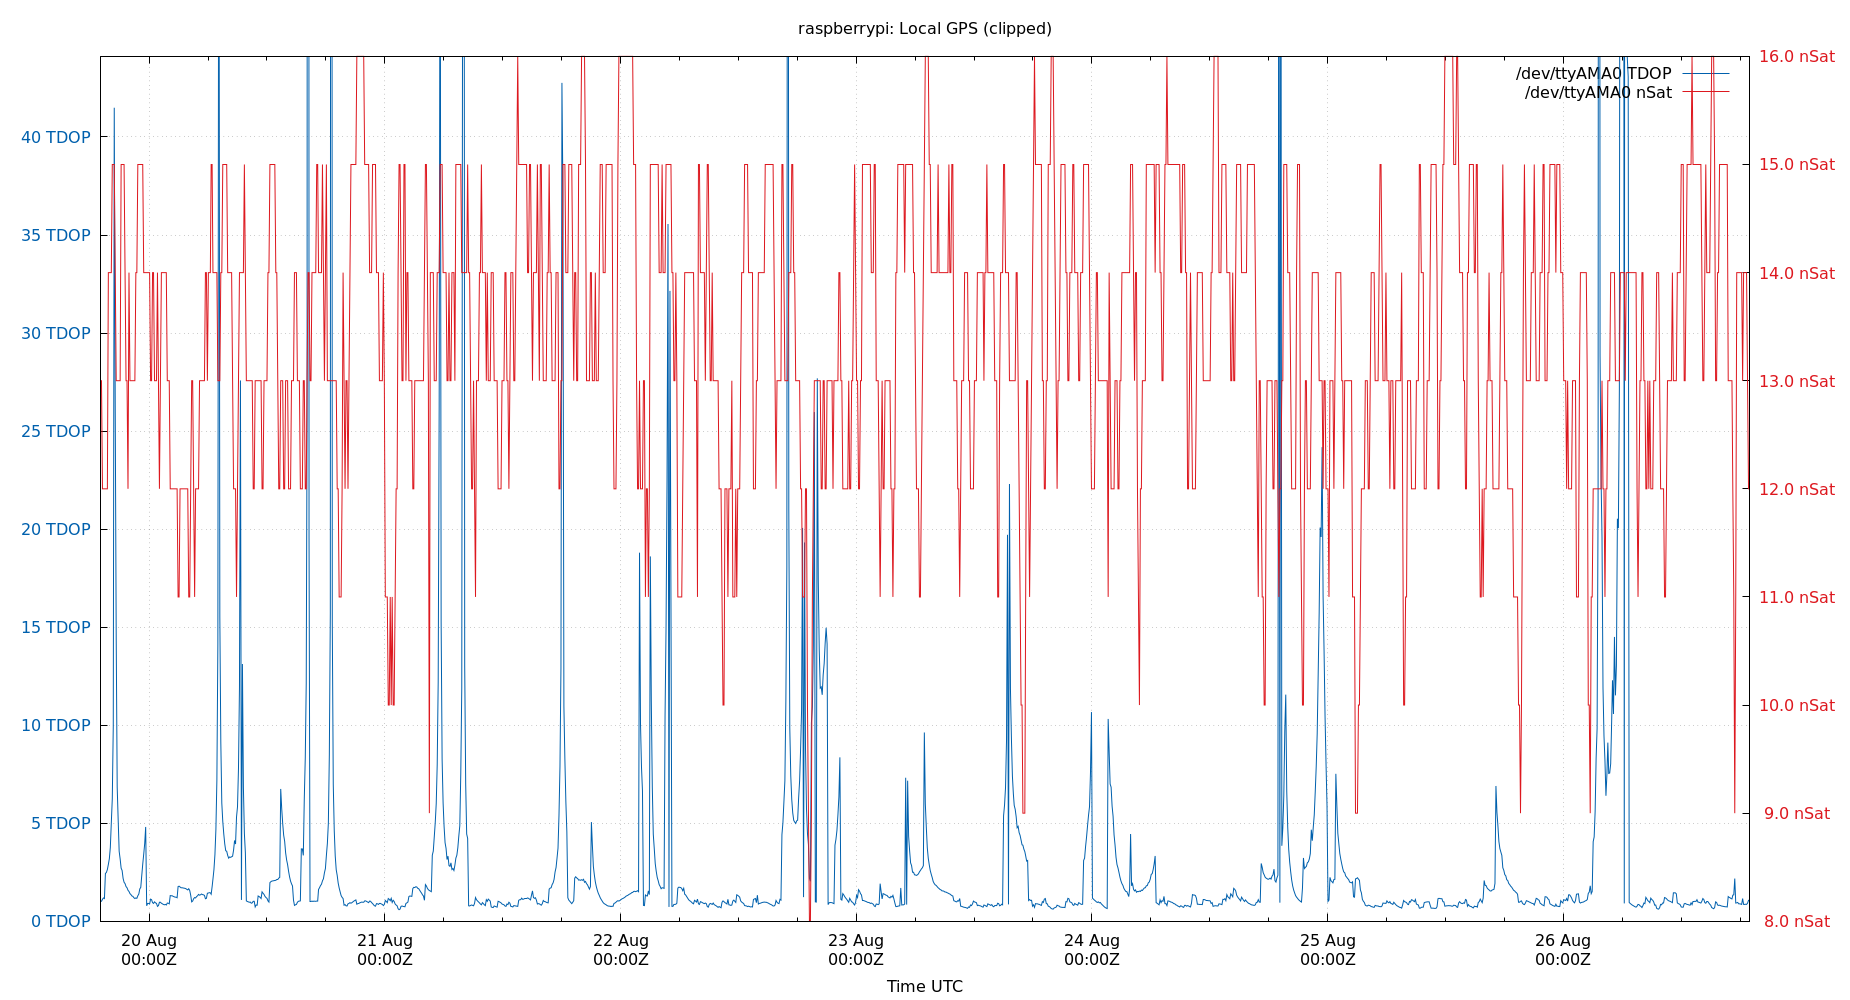 raspberrypi: Local GPS (clipped)
/dev/ttyAMA0 TDOP
/dev/ttyAMA0 nSat
40 TDOP
35 TDOP
30 TDOP
25 TDOP
20 TDOP
15 TDOP
10 TDOP
5 TDOP
0 TDOP
16.0 nSat
15.0 nSat
14.0 nSat
13.0 nSat
12.0 nSat
11.0 nSat
10.0 nSat
9.0 nSat
8.0 nSat
20 Aug
00:00Z
21 Aug
00:00Z
22 Aug
00:00Z
23 Aug
00:00Z
24 Aug
00:00Z
25 Aug
00:00Z
26 Aug
00:00Z
Time UTC